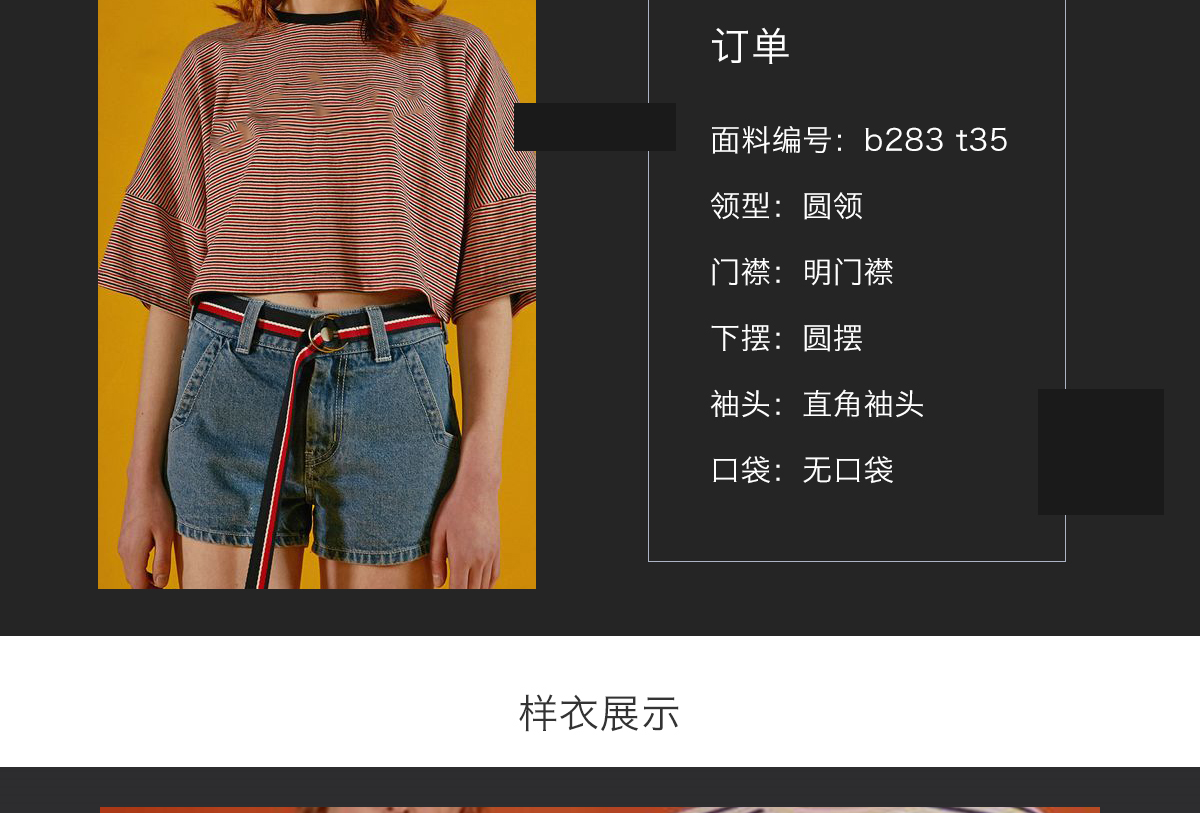 订单
面料编号：b283 t35
领型：圆领
门襟：明门襟
下摆：圆摆
袖头：直角袖头
口袋：无口袋
样衣展示